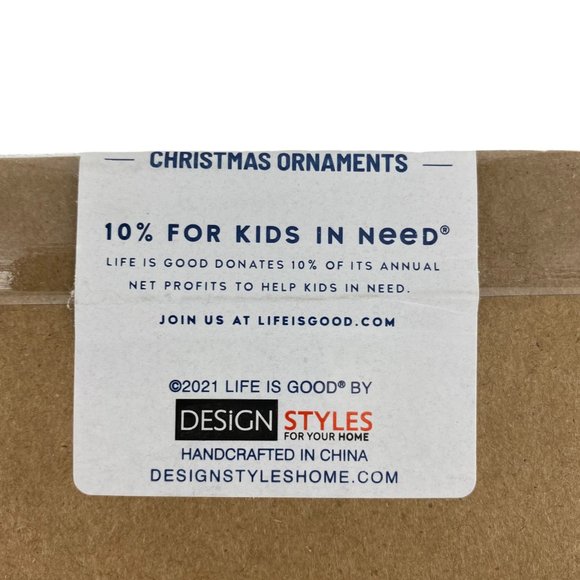 — CHRISTMAS ORNAMENTS —
10% FOR KIDS IN NeeD®
LIFE IS GOOD DONATES 10% OF ITS ANNUAL
NET PROFITS TO HELP KIDS IN NEED.
JOIN US AT LIFEISGOOD.COM
©2021 LIFE IS GOOD® BY
DESiGN STYLES
FOR YOUR HOME
HANDCRAFTED IN CHINA
DESIGNSTYLESHOME.COM